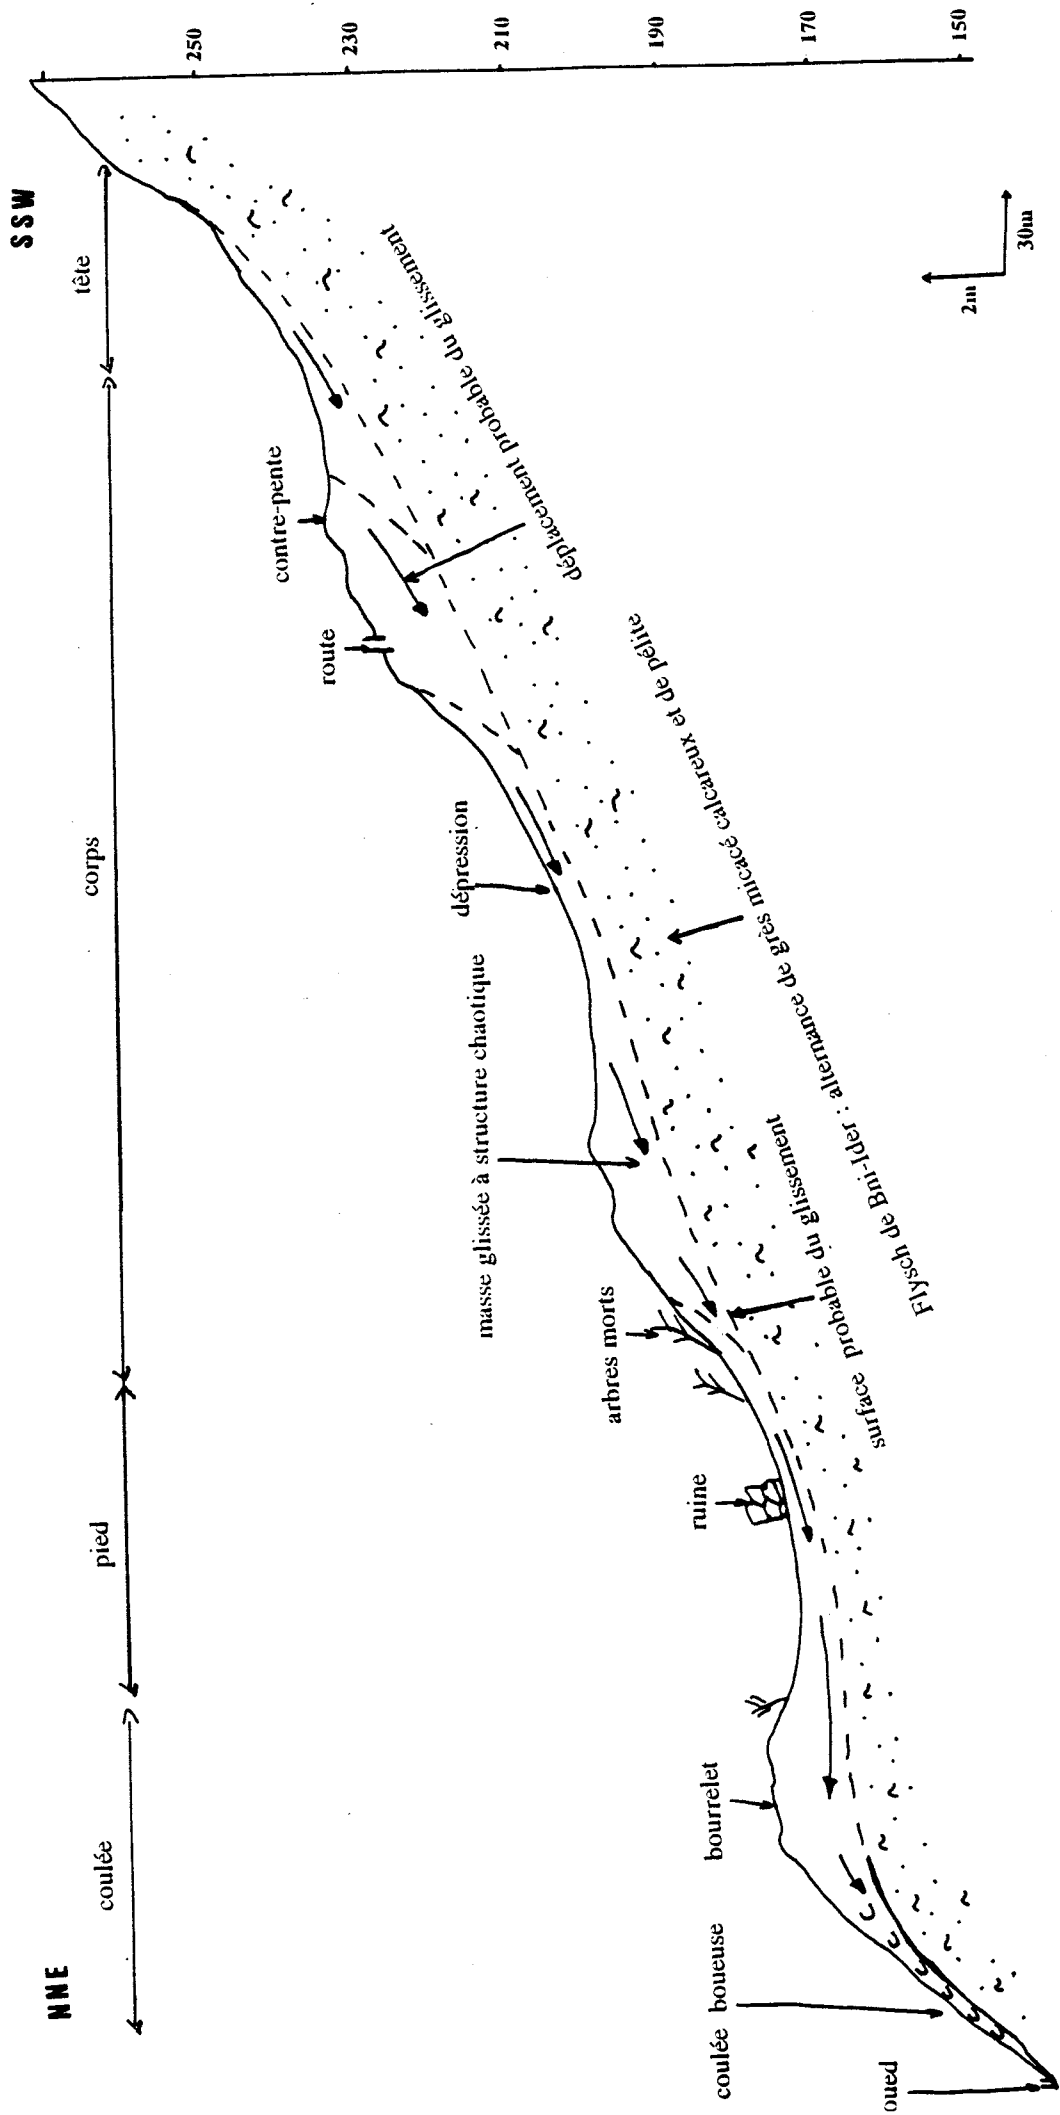 NNE
SSW
coulée
pied
corps
tête
250
230
210
190
170
150
contre-pente
route
dépression
masse glissée à structure chaotique
arbres morts
ruine
bourrelet
coulée boueuse
oued
déplacement probable du glissement
Flysch de Bni-Ider : alternance de grès micacé calcareux et de pélite
surface probable du glissement
2m
30m